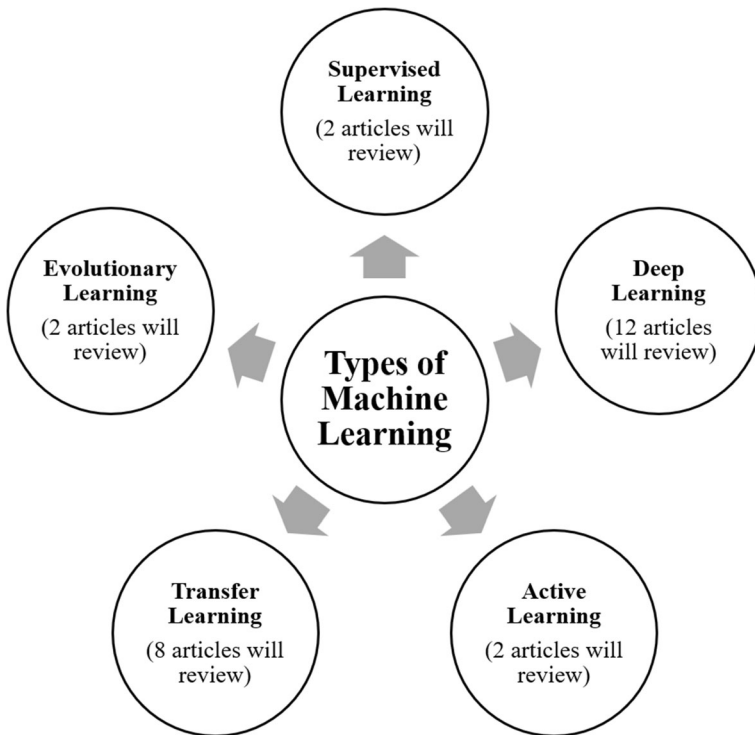 Supervised
Learning
(2 articles will
review)
Evolutionary
Learning
(2 articles will
review)
Deep
Learning
(12 articles
will review)
Types of
Machine
Learning
Transfer
Learning
(8 articles will
review)
Active
Learning
(2 articles will
review)